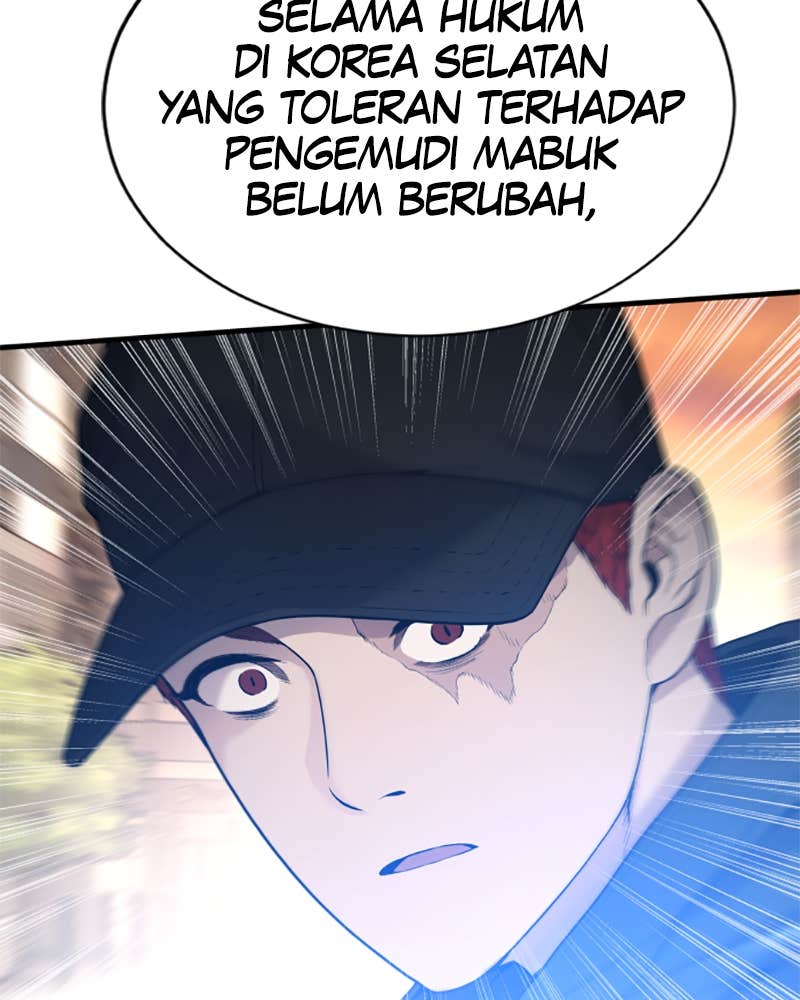 SELAMA HUKUM
DI KOREA SELATAN
YANG TOLERAN TERHADAP
PENGEMUDI MABUK
BELUM BERUBAH,